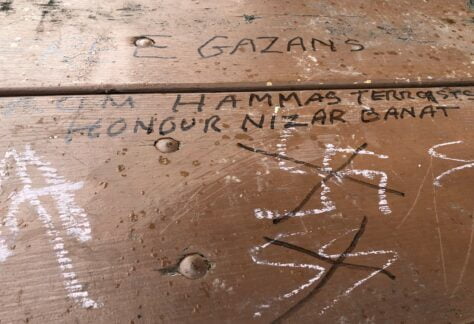 GAZANS
HAMMAS TERRORISTS
HONOUR NIZAR BANAT